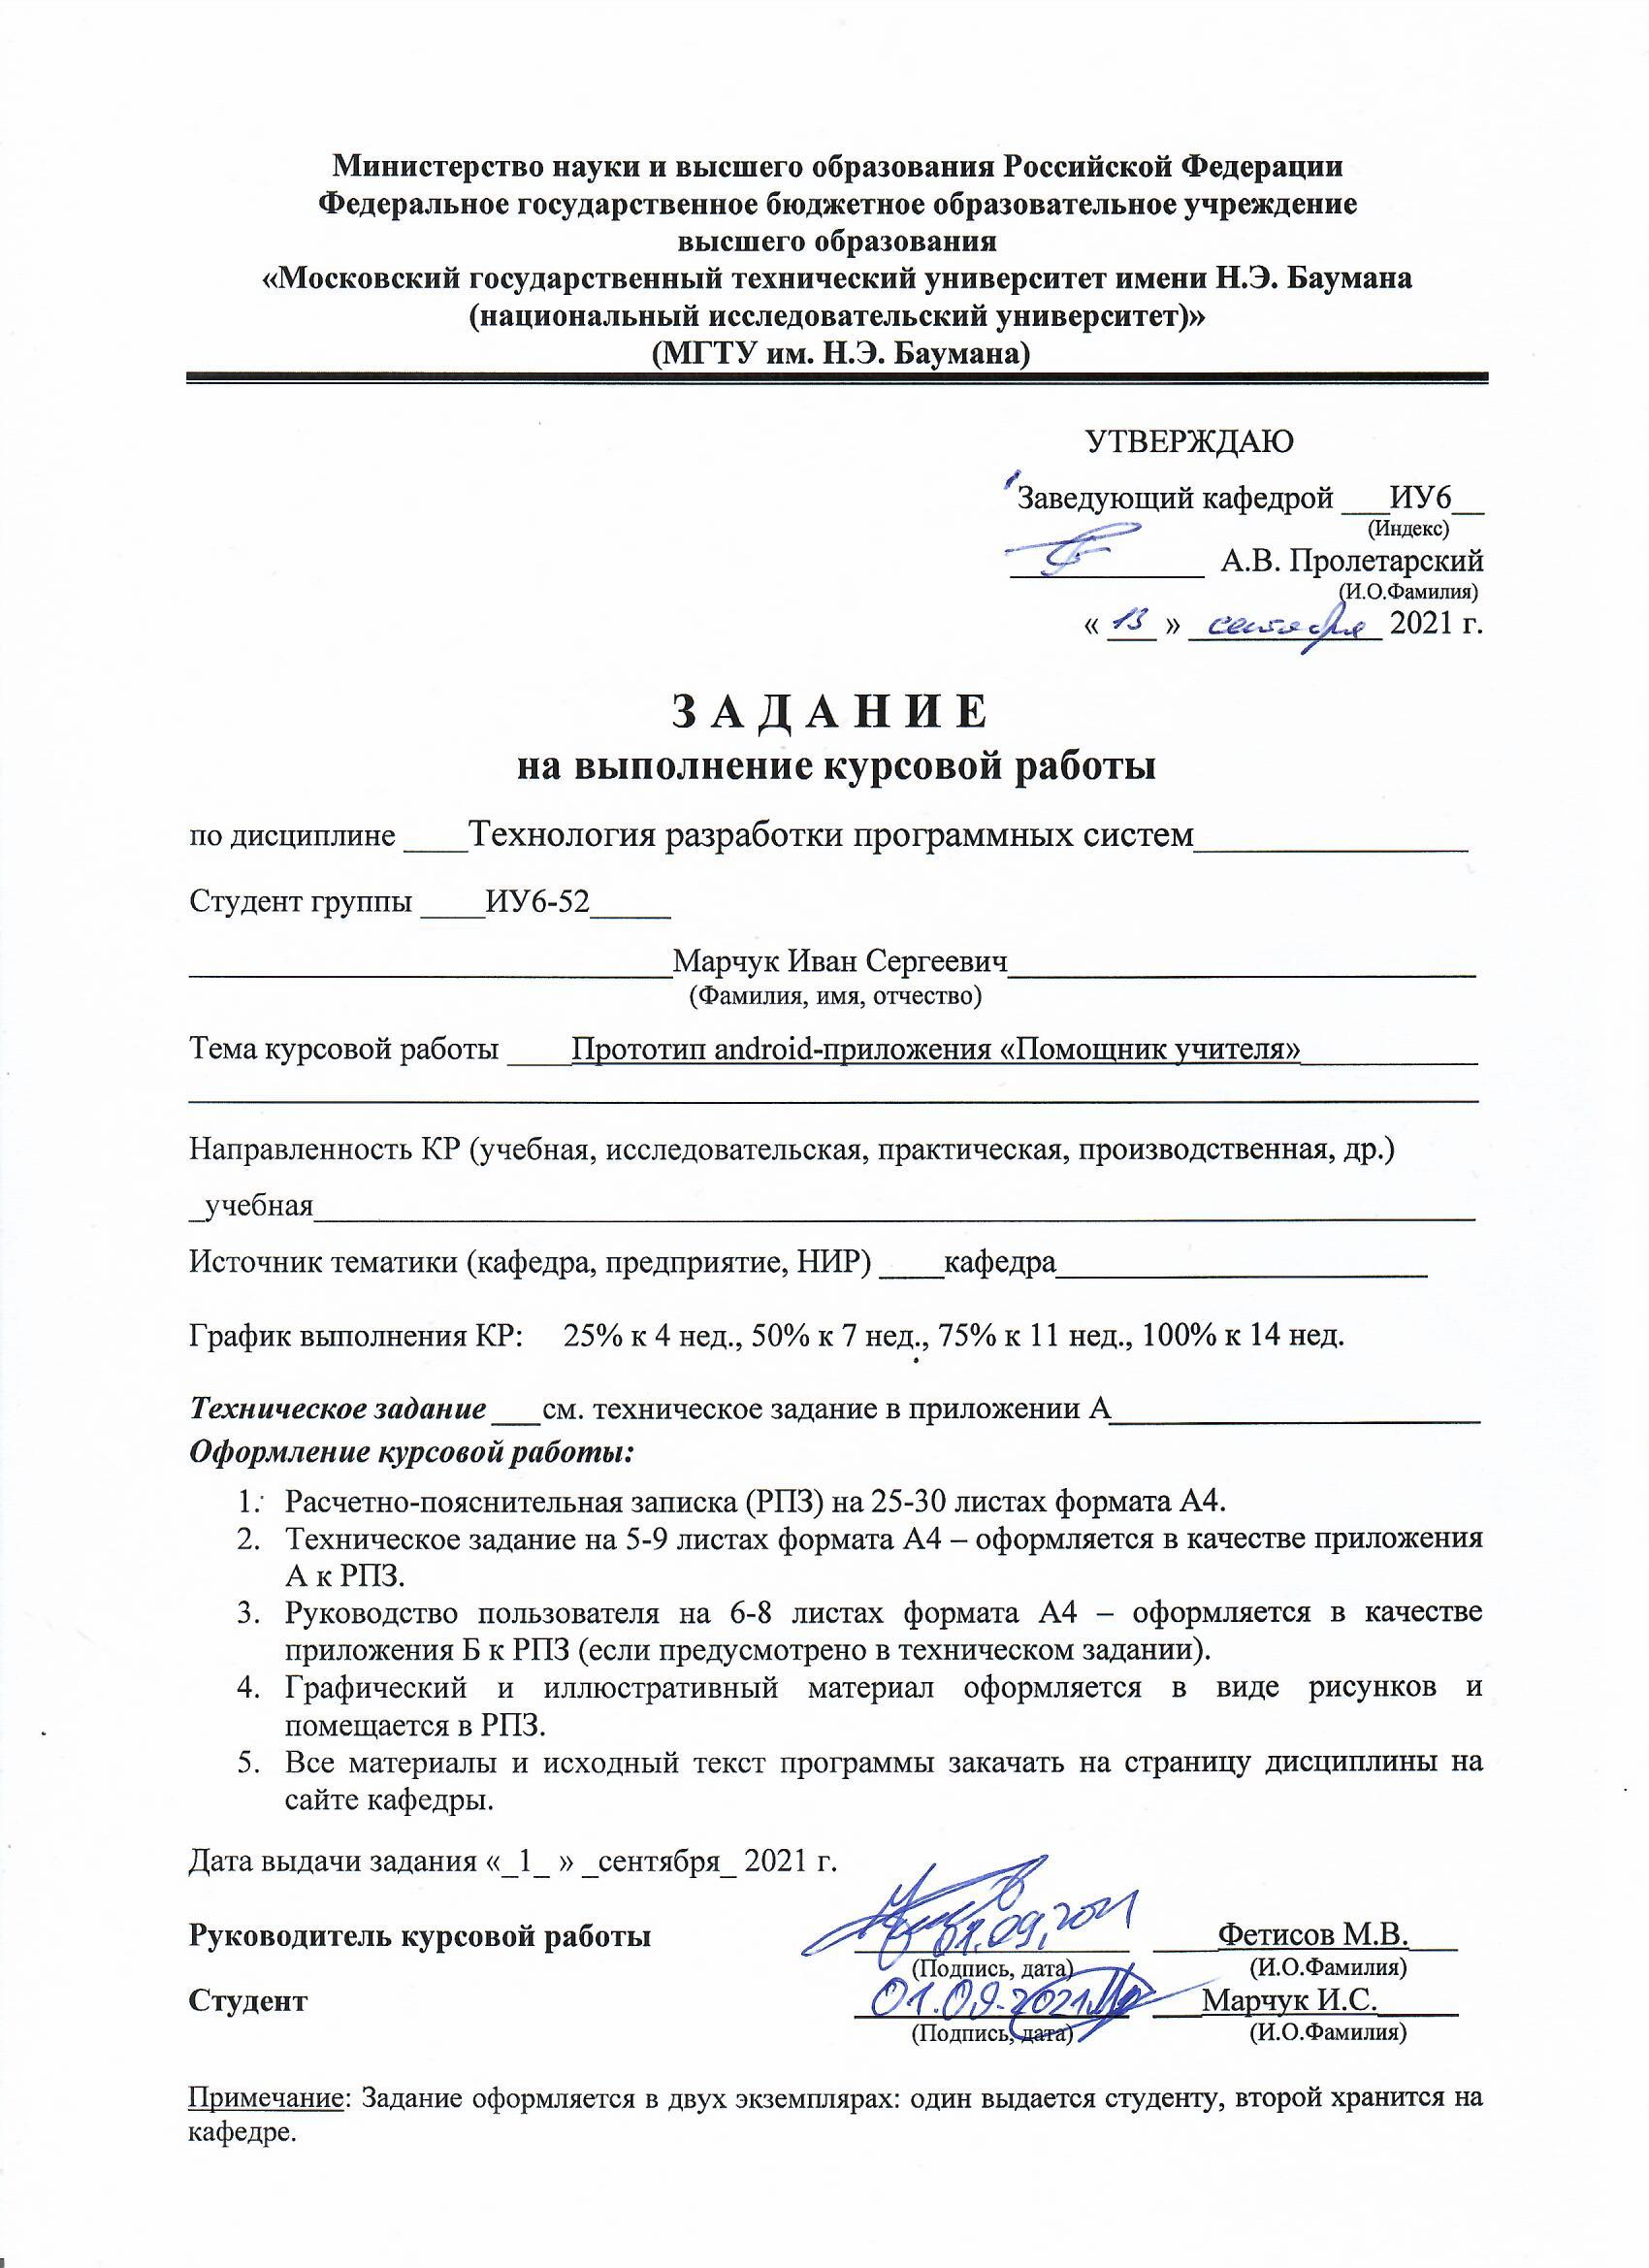 Министерство науки и высшего образования Российской Федерации
Федеральное государственное бюджетное образовательное учреждение
высшего образования
«Московский государственный технический университет имени Н.Э. Баумана
(национальный исследовательский университет)»
(МГТУ им. Н.Э. Баумана)
УТВЕРЖДАЮ
Заведующий кафедрой ___ИУ6__
(Индекс)
____________ А.В. Пролетарский
(И.О.Фамилия)
« 13 » сентября 2021 г.
З А Д А Н И Е
на выполнение курсовой работы
по дисциплине ____Технология разработки программных систем_________________
Студент группы ____ИУ6-52_____
______________________________Марчук Иван Сергеевич_____________________________
(Фамилия, имя, отчество)
Тема курсовой работы ____Прототип android-приложения «Помощник учителя»___________
Направленность КР (учебная, исследовательская, практическая, производственная, др.)
_учебная________________________________________________________________________
Источник тематики (кафедра, предприятие, НИР) ____кафедра_______________________
График выполнения КР: 25% к 4 нед., 50% к 7 нед., 75% к 11 нед., 100% к 14 нед.
Техническое задание ___см. техническое задание в приложении А_______________________
Оформление курсовой работы:
1. Расчетно-пояснительная записка (РПЗ) на 25-30 листах формата А4.
2. Техническое задание на 5-9 листах формата А4 – оформляется в качестве приложения
А к РПЗ.
3. Руководство пользователя на 6-8 листах формата А4 – оформляется в качестве
приложения Б к РПЗ (если предусмотрено в техническом задании).
4. Графический и иллюстративный материал оформляется в виде рисунков и
помещается в РПЗ.
5. Все материалы и исходный текст программы закачать на страницу дисциплины на
сайте кафедры.
Дата выдачи задания «_1_ » _сентября_ 2021 г.
Руководитель курсовой работы 01.09.2021 ____Фетисов М.В.___
(Подпись, дата) (И.О.Фамилия)
Студент 01.09.2021 ___Марчук И.С._____
(Подпись, дата) (И.О.Фамилия)
Примечание: Задание оформляется в двух экземплярах: один выдается студенту, второй хранится на
кафедре.